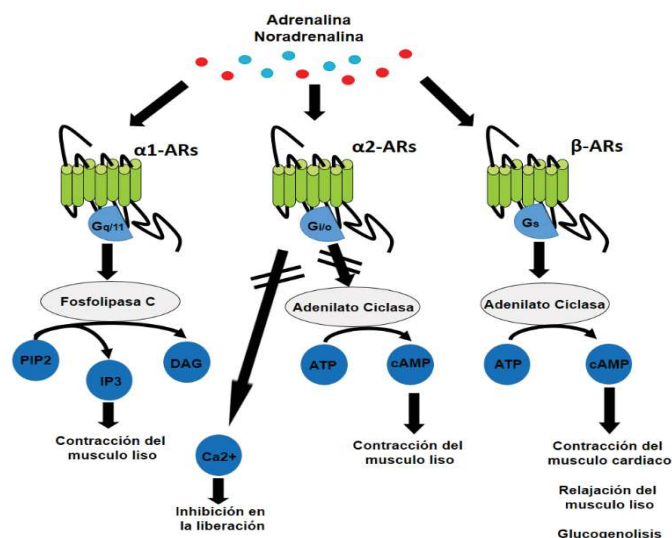 Adrenalina
Noradrenalina
α1-ARs
α2-ARs
β-ARs
Gq/11
Gi/o
Gs
Fosfolipasa C
Adenilato Ciclasa
Adenilato Ciclasa
PIP2
IP3
DAG
ATP
cAMP
ATP
cAMP
Contracción del
musculo liso
Ca2+
Inhibición en
la liberación
Contracción del
musculo liso
Contracción del
musculo cardiaco
Relajación del
musculo liso
Glucogenolisis